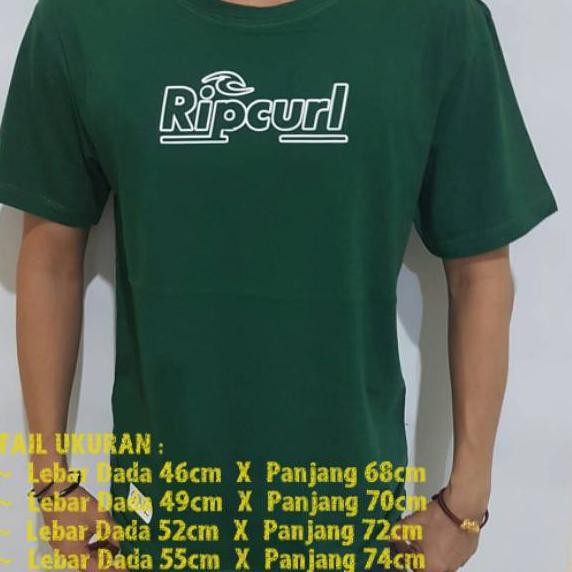 Ripcurl
TAIL UKURAN :
~ Lebar Dada 46cm X Panjang 68cm
~ Lebar Dada 49cm X Panjang 70cm
~ Lebar Dada 52cm X Panjang 72cm
~ Lebar Dada 55cm X Panjang 74cm